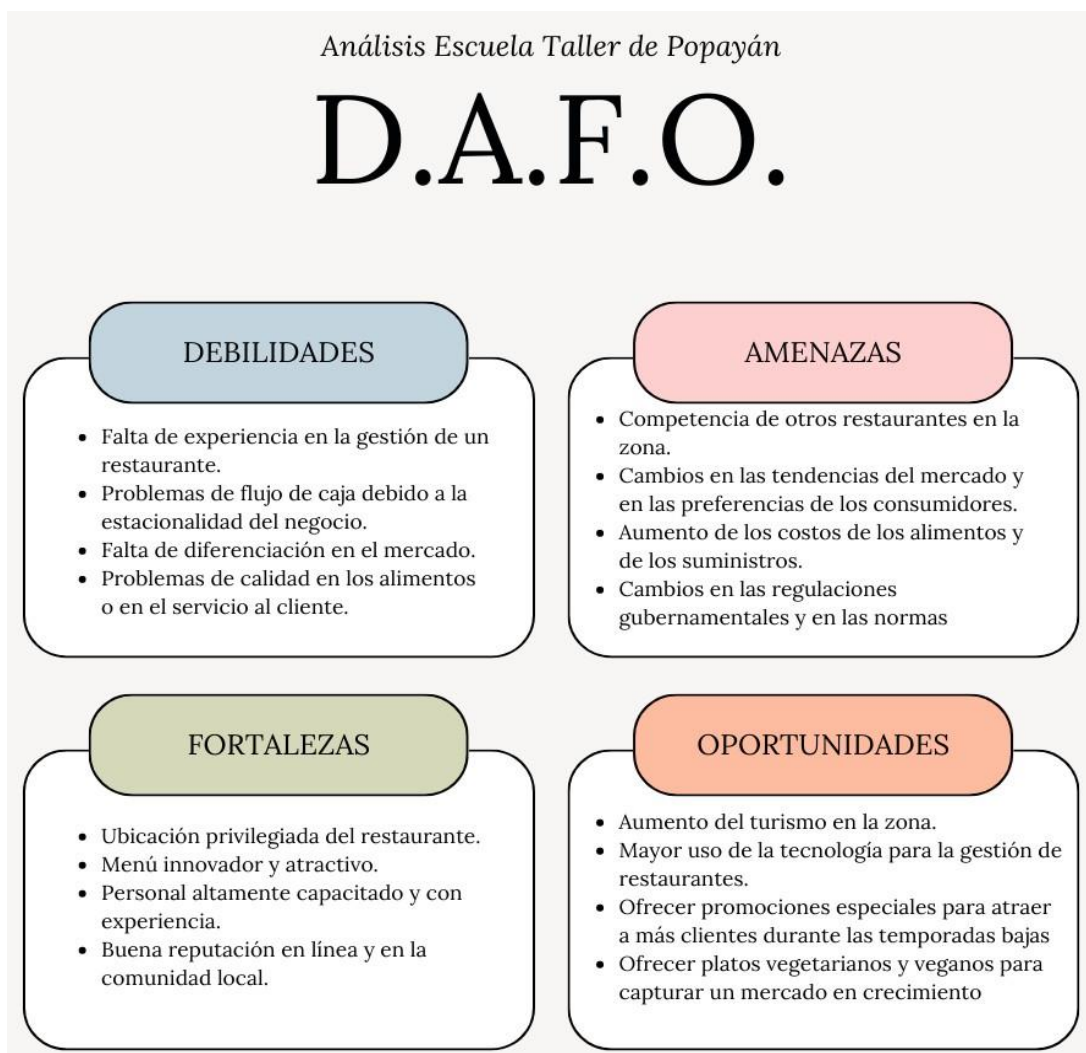 Análisis Escuela Taller de Popayán
D.A.F.O.
DEBILIDADES
• Falta de experiencia en la gestión de un
restaurante.
• Problemas de flujo de caja debido a la
estacionalidad del negocio.
• Falta de diferenciación en el mercado.
• Problemas de calidad en los alimentos
o en el servicio al cliente.
AMENAZAS
• Competencia de otros restaurantes en la
zona.
• Cambios en las tendencias del mercado y
en las preferencias de los consumidores.
• Aumento de los costos de los alimentos y
de los suministros.
• Cambios en las regulaciones
gubernamentales y en las normas
FORTALEZAS
• Ubicación privilegiada del restaurante.
• Menú innovador y atractivo.
• Personal altamente capacitado y con
experiencia.
• Buena reputación en línea y en la
comunidad local.
OPORTUNIDADES
• Aumento del turismo en la zona.
• Mayor uso de la tecnología para la gestión de
restaurantes.
• Ofrecer promociones especiales para atraer
a más clientes durante las temporadas bajas
• Ofrecer platos vegetarianos y veganos para
capturar un mercado en crecimiento